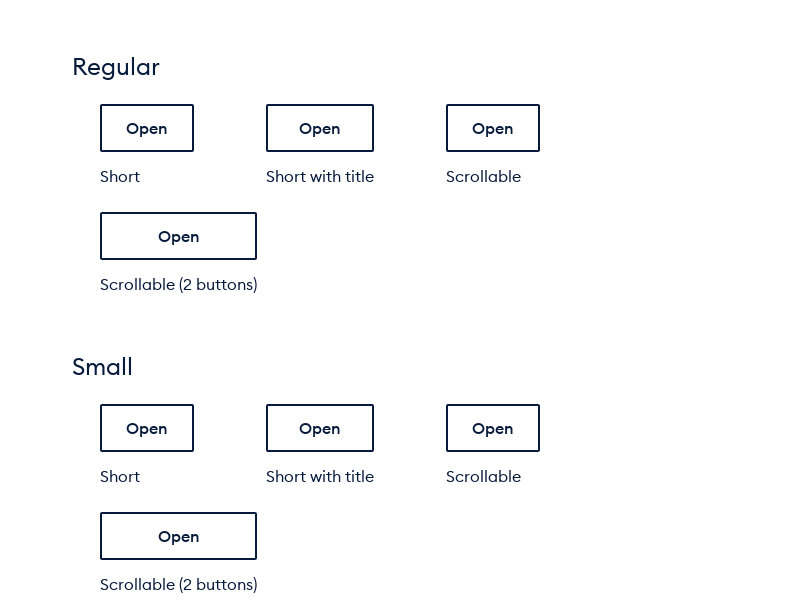 Regular
Open
Open
Open
Short
Short with title
Scrollable
Open
Scrollable (2 buttons)
Small
Open
Open
Open
Short
Short with title
Scrollable
Open
Scrollable (2 buttons)